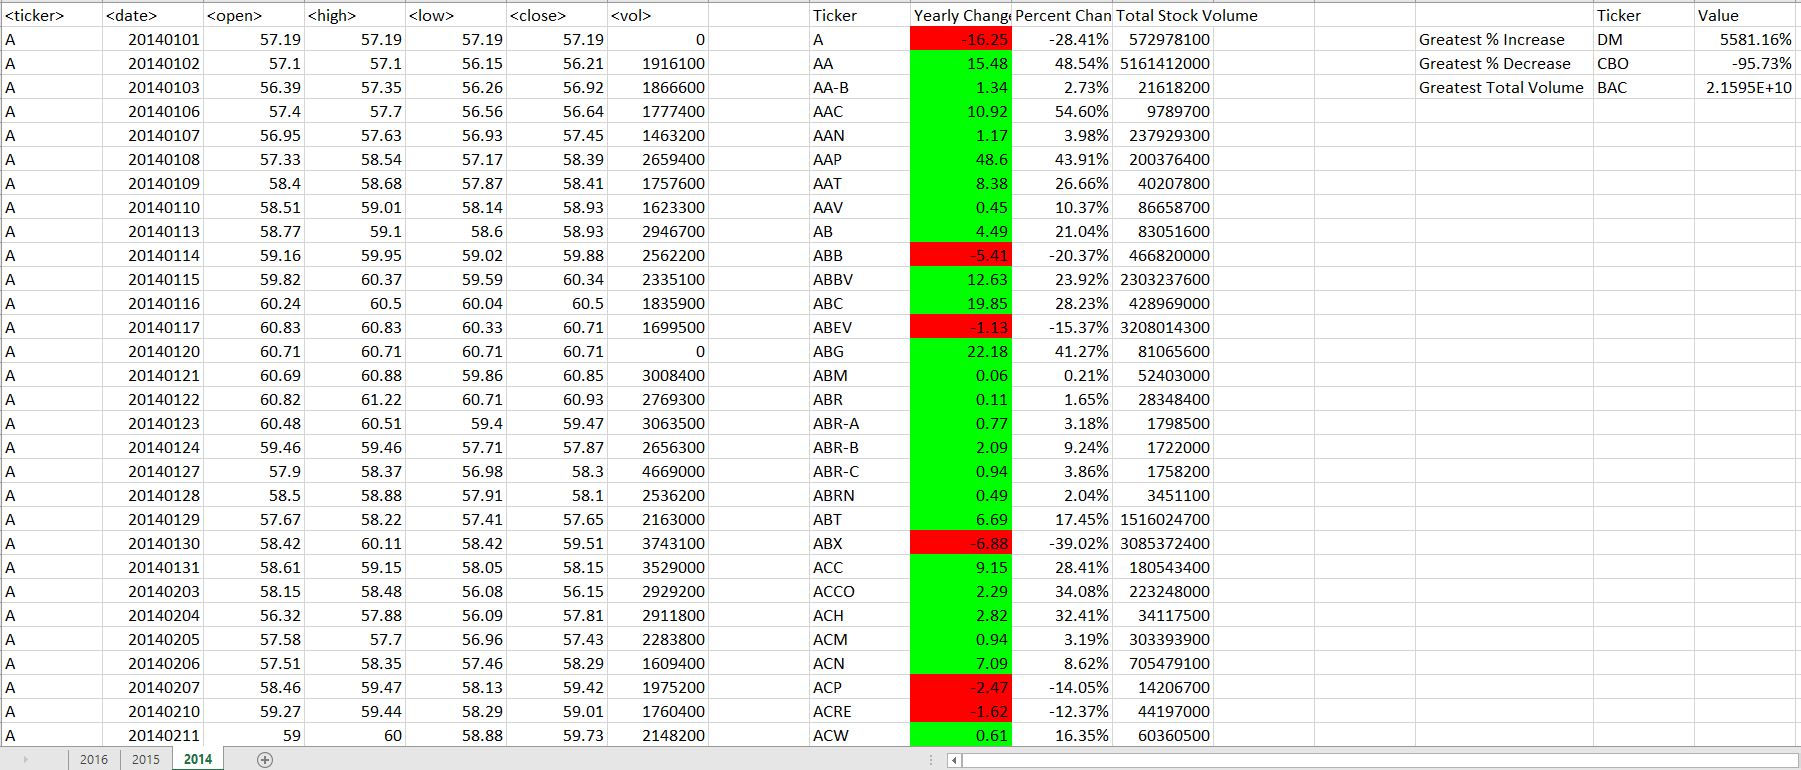 <ticker> <date> <open> <high> <low> <close> <vol> Ticker Yearly Change Percent Chan Total Stock Volume Ticker Value
A 20140101 57.19 57.19 57.19 57.19 0 A -16.25 -28.41% 572978100 Greatest % Increase DM 5581.16%
A 20140102 57.1 57.1 56.15 56.21 1916100 AA 15.48 48.54% 5161412000 Greatest % Decrease CBO -95.73%
A 20140103 56.39 57.35 56.26 56.92 1866600 AA-B 1.34 2.73% 21618200 Greatest Total Volume BAC 2.1595E+10
A 20140106 57.4 57.7 56.56 56.64 1777400 AAC 10.92 54.60% 9789700
A 20140107 56.95 57.63 56.93 57.45 1463200 AAN 1.17 3.98% 237929300
A 20140108 57.33 58.54 57.17 58.39 2659400 AAP 48.6 43.91% 200376400
A 20140109 58.4 58.68 57.87 58.41 1757600 AAT 8.38 26.66% 40207800
A 20140110 58.51 59.01 58.14 58.93 1623300 AAV 0.45 10.37% 86658700
A 20140113 58.77 59.1 58.6 58.93 2946700 AB 4.49 21.04% 83051600
A 20140114 59.16 59.95 59.02 59.88 2562200 ABB -5.41 -20.37% 466820000
A 20140115 59.82 60.37 59.59 60.34 2335100 ABBV 12.63 23.92% 2303237600
A 20140116 60.24 60.5 60.04 60.5 1835900 ABC 19.85 28.23% 428969000
A 20140117 60.83 60.83 60.33 60.71 1699500 ABEV -1.13 -15.37% 3208014300
A 20140120 60.71 60.71 60.71 60.71 0 ABG 22.18 41.27% 81065600
A 20140121 60.69 60.88 59.86 60.85 3008400 ABM 0.06 0.21% 52403000
A 20140122 60.82 61.22 60.71 60.93 2769300 ABR 0.11 1.65% 28348400
A 20140123 60.48 60.51 59.4 59.47 3063500 ABR-A 0.77 3.18% 1798500
A 20140124 59.46 59.46 57.71 57.87 2656300 ABR-B 2.09 9.24% 1722000
A 20140127 57.9 58.37 56.98 58.3 4669000 ABR-C 0.94 3.86% 1758200
A 20140128 58.5 58.88 57.91 58.1 2536200 ABRN 0.49 2.04% 3451100
A 20140129 57.67 58.22 57.41 57.65 2163000 ABT 6.69 17.45% 1516024700
A 20140130 58.42 60.11 58.42 59.51 3743100 ABX -6.88 -39.02% 3085372400
A 20140131 58.61 59.15 58.05 58.15 3529000 ACC 9.15 28.41% 180543400
A 20140203 58.15 58.48 56.08 56.15 2929200 ACCO 2.29 34.08% 223248000
A 20140204 56.32 57.88 56.09 57.81 2911800 ACH 2.82 32.41% 34117500
A 20140205 57.58 57.7 56.96 57.43 2283800 ACM 0.94 3.19% 303393900
A 20140206 57.51 58.35 57.46 58.29 1609400 ACN 7.09 8.62% 705479100
A 20140207 58.46 59.47 58.13 59.42 1975200 ACP -2.47 -14.05% 14206700
A 20140210 59.27 59.44 58.29 59.01 1760400 ACRE -1.62 -12.37% 44197000
A 20140211 59 60 58.88 59.73 2148200 ACW 0.61 16.35% 60360500
2016 2015 2014